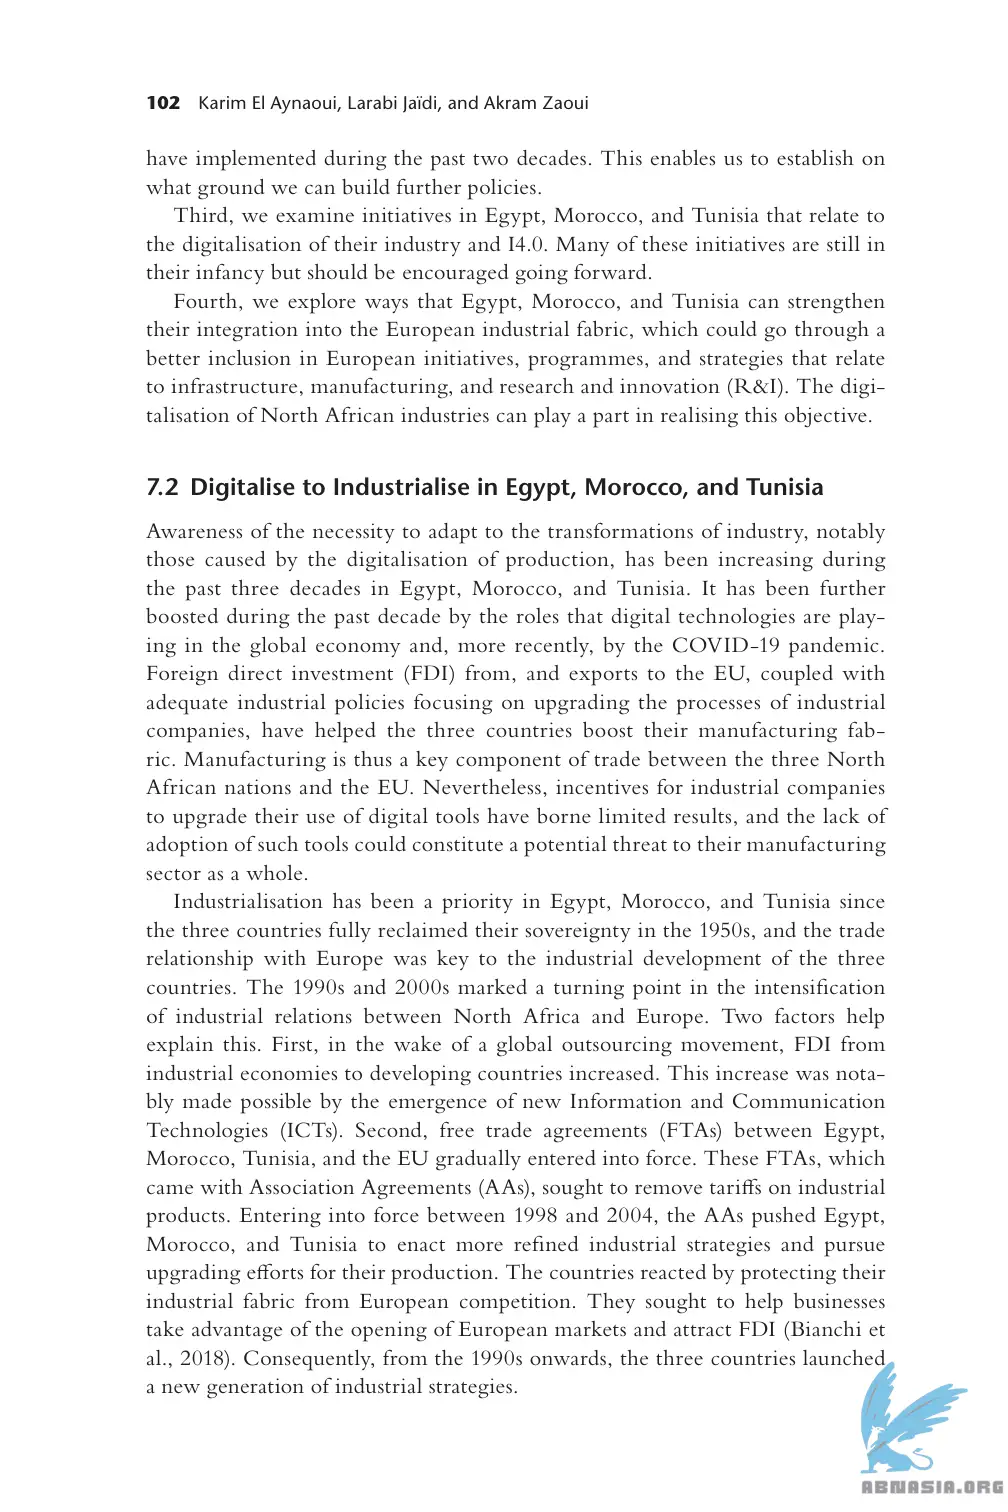 102 Karim El Aynaoui, Larabi Jaïdi, and Akram Zaoui
have implemented during the past two decades. This enables us to establish on
what ground we can build further policies.
Third, we examine initiatives in Egypt, Morocco, and Tunisia that relate to
the digitalisation of their industry and I4.0. Many of these initiatives are still in
their infancy but should be encouraged going forward.
Fourth, we explore ways that Egypt, Morocco, and Tunisia can strengthen
their integration into the European industrial fabric, which could go through a
better inclusion in European initiatives, programmes, and strategies that relate
to infrastructure, manufacturing, and research and innovation (R&I). The digi-
talisation of North African industries can play a part in realising this objective.
7.2 Digitalise to Industrialise in Egypt, Morocco, and Tunisia
Awareness of the necessity to adapt to the transformations of industry, notably
those caused by the digitalisation of production, has been increasing during
the past three decades in Egypt, Morocco, and Tunisia. It has been further
boosted during the past decade by the roles that digital technologies are play-
ing in the global economy and, more recently, by the COVID-19 pandemic.
Foreign direct investment (FDI) from, and exports to the EU, coupled with
adequate industrial policies focusing on upgrading the processes of industrial
companies, have helped the three countries boost their manufacturing fab-
ric. Manufacturing is thus a key component of trade between the three North
African nations and the EU. Nevertheless, incentives for industrial companies
to upgrade their use of digital tools have borne limited results, and the lack of
adoption of such tools could constitute a potential threat to their manufacturing
sector as a whole.
Industrialisation has been a priority in Egypt, Morocco, and Tunisia since
the three countries fully reclaimed their sovereignty in the 1950s, and the trade
relationship with Europe was key to the industrial development of the three
countries. The 1990s and 2000s marked a turning point in the intensification
of industrial relations between North Africa and Europe. Two factors help
explain this. First, in the wake of a global outsourcing movement, FDI from
industrial economies to developing countries increased. This increase was nota-
bly made possible by the emergence of new Information and Communication
Technologies (ICTs). Second, free trade agreements (FTAs) between Egypt,
Morocco, Tunisia, and the EU gradually entered into force. These FTAs, which
came with Association Agreements (AAs), sought to remove tariffs on industrial
products. Entering into force between 1998 and 2004, the AAs pushed Egypt,
Morocco, and Tunisia to enact more refined industrial strategies and pursue
upgrading efforts for their production. The countries reacted by protecting their
industrial fabric from European competition. They sought to help businesses
take advantage of the opening of European markets and attract FDI (Bianchi et
al., 2018). Consequently, from the 1990s onwards, the three countries launched
a new generation of industrial strategies.
ABNASIA.ORG